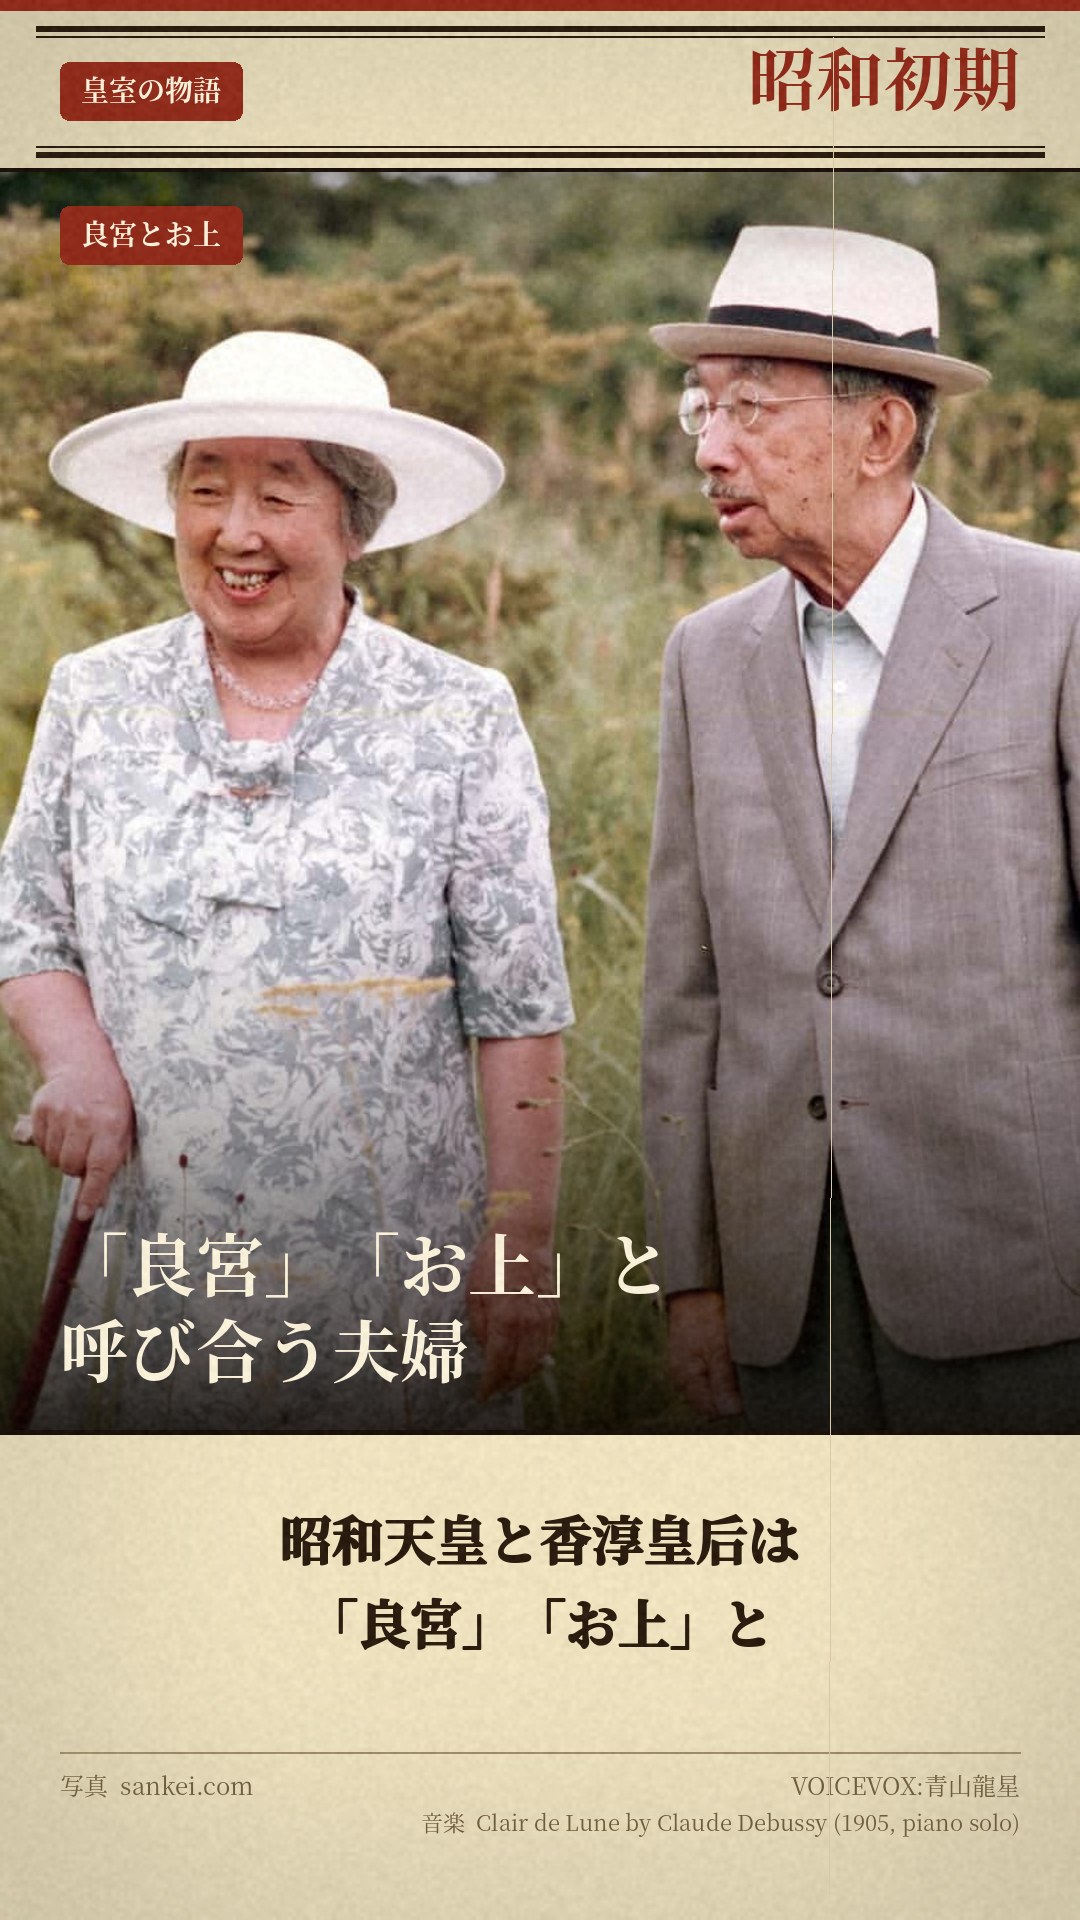 皇室の物語
昭和初期
良宮とお上
「良宮」「お上」と
呼び合う夫婦
昭和天皇と香淳皇后は
「良宮」「お上」と
写真 sankei.com
VOICEVOX:青山龍星
音楽 Clair de Lune by Claude Debussy (1905, piano solo)